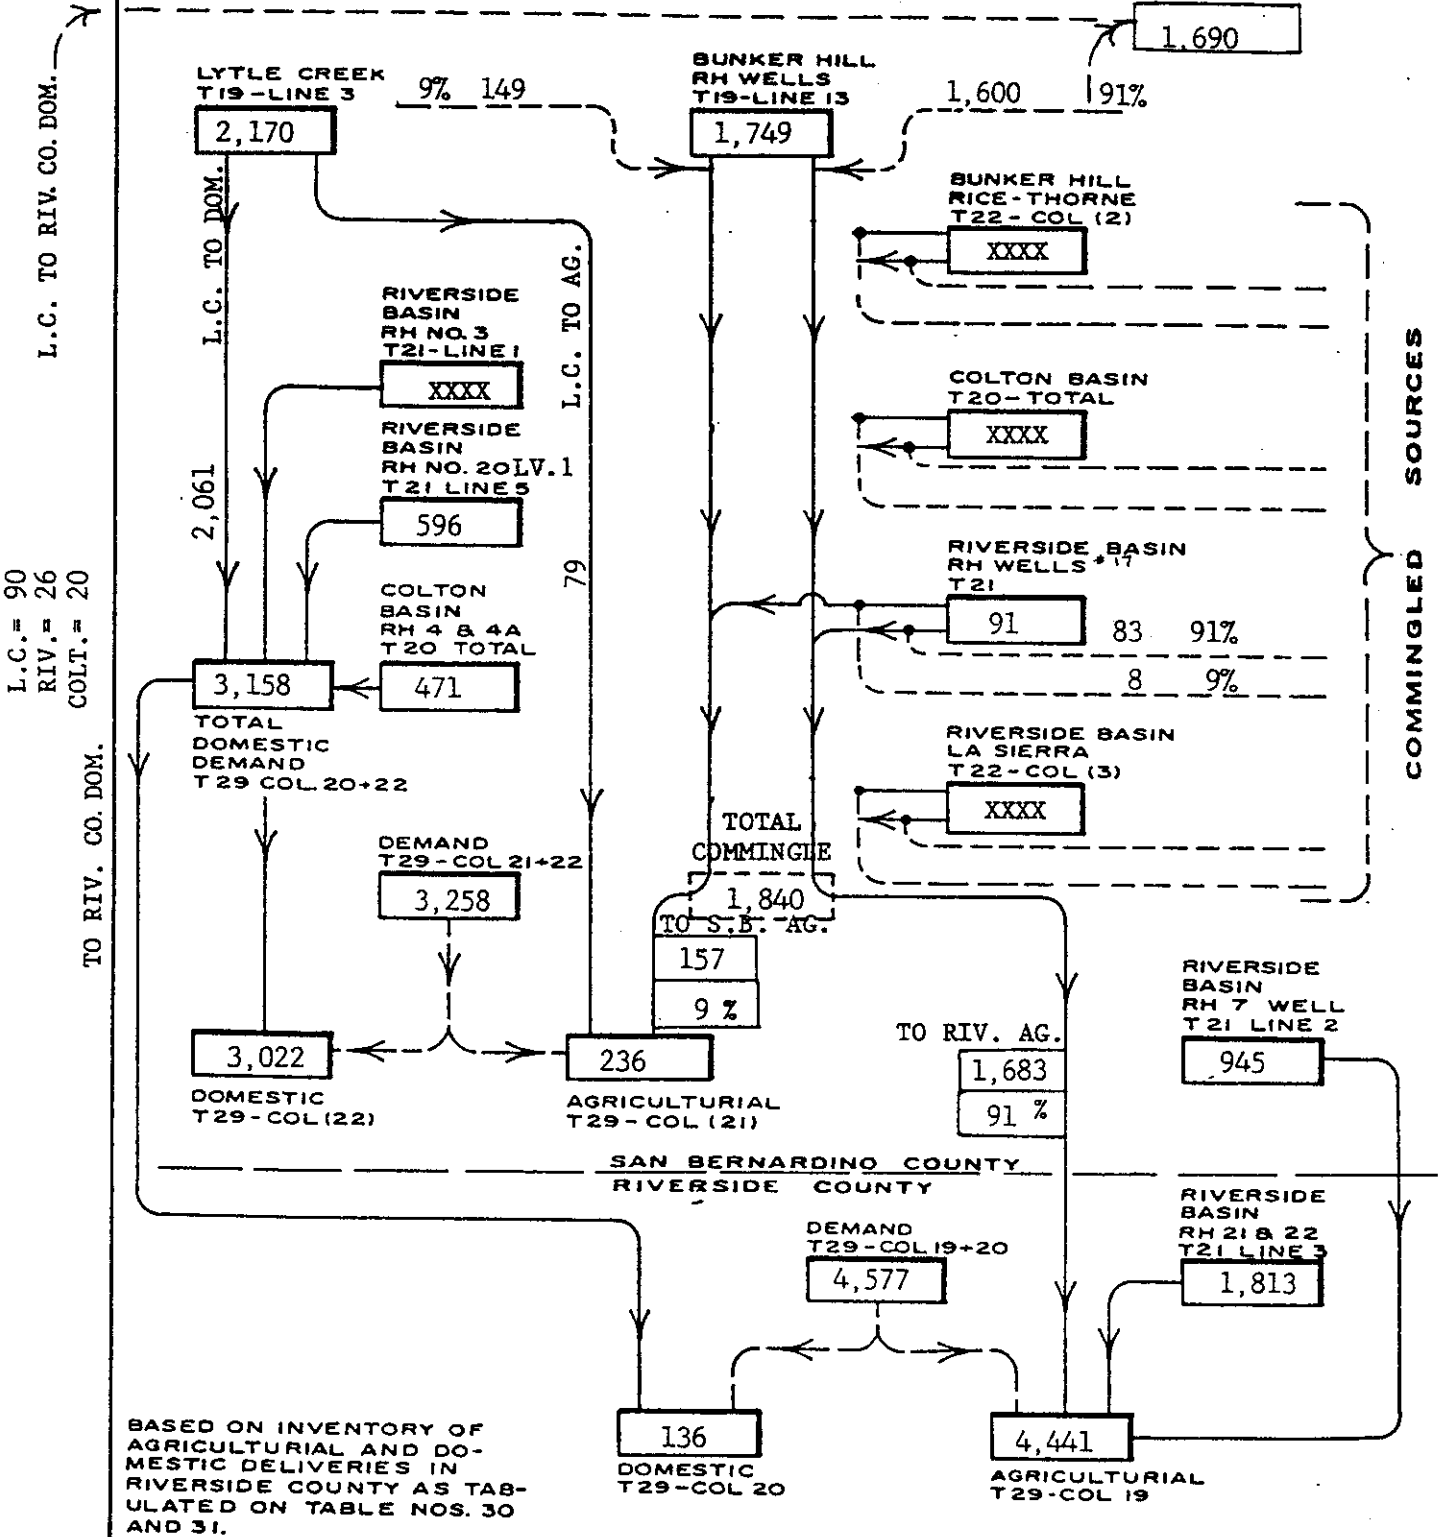 1,690
L.C. TO RIV. CO. DOM.
LYTLE CREEK
T19-LINE 3
2,170
9% 149
BUNKER HILL
RH WELLS
T19-LINE 13
1,749
1,600 91%
L.C. TO DOM.
2,061
L.C. TO AG.
79
BUNKER HILL
RICE-THORNE
T22-COL (2)
XXXX
RIVERSIDE
BASIN
RH NO. 3
T21-LINE 1
XXXX
COLTON BASIN
T20-TOTAL
XXXX
RIVERSIDE
BASIN
RH NO. 20 LV.1
T21 LINE 5
596
RIVERSIDE BASIN
RH WELLS #17
T21
91
83 91%
8 9%
COMMINGLED SOURCES
L.C.= 90
RIV.= 26
COLT.= 20
TO RIV. CO. DOM.
COLTON
BASIN
RH 4 & 4A
T20 TOTAL
471
3,158
TOTAL
DOMESTIC
DEMAND
T29 COL. 20+22
RIVERSIDE BASIN
LA SIERRA
T22-COL (3)
XXXX
DEMAND
T29-COL 21+22
3,258
TOTAL
COMMINGLE
1,840
TO S.B. AG.
157
9 %
3,022
DOMESTIC
T29-COL (22)
236
AGRICULTURIAL
T29-COL (21)
TO RIV. AG.
1,683
91 %
RIVERSIDE
BASIN
RH 7 WELL
T21 LINE 2
945
SAN BERNARDINO COUNTY
RIVERSIDE COUNTY
DEMAND
T29-COL 19+20
4,577
RIVERSIDE
BASIN
RH 21 & 22
T21 LINE 3
1,813
136
DOMESTIC
T29-COL 20
4,441
AGRICULTURIAL
T29-COL 19
BASED ON INVENTORY OF
AGRICULTURIAL AND DO-
MESTIC DELIVERIES IN
RIVERSIDE COUNTY AS TAB-
ULATED ON TABLE NOS. 30
AND 31.